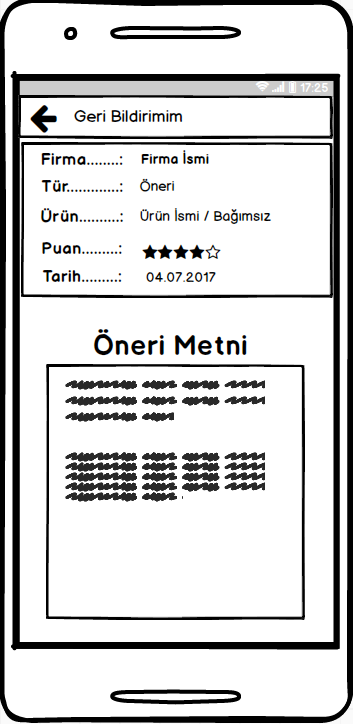 17:25
Geri Bildirimim
Firma.......: Firma İsmi
Tür............: Öneri
Ürün..........: Ürün İsmi / Bağımsız
Puan.........:
Tarih.........: 04.07.2017
Öneri Metni